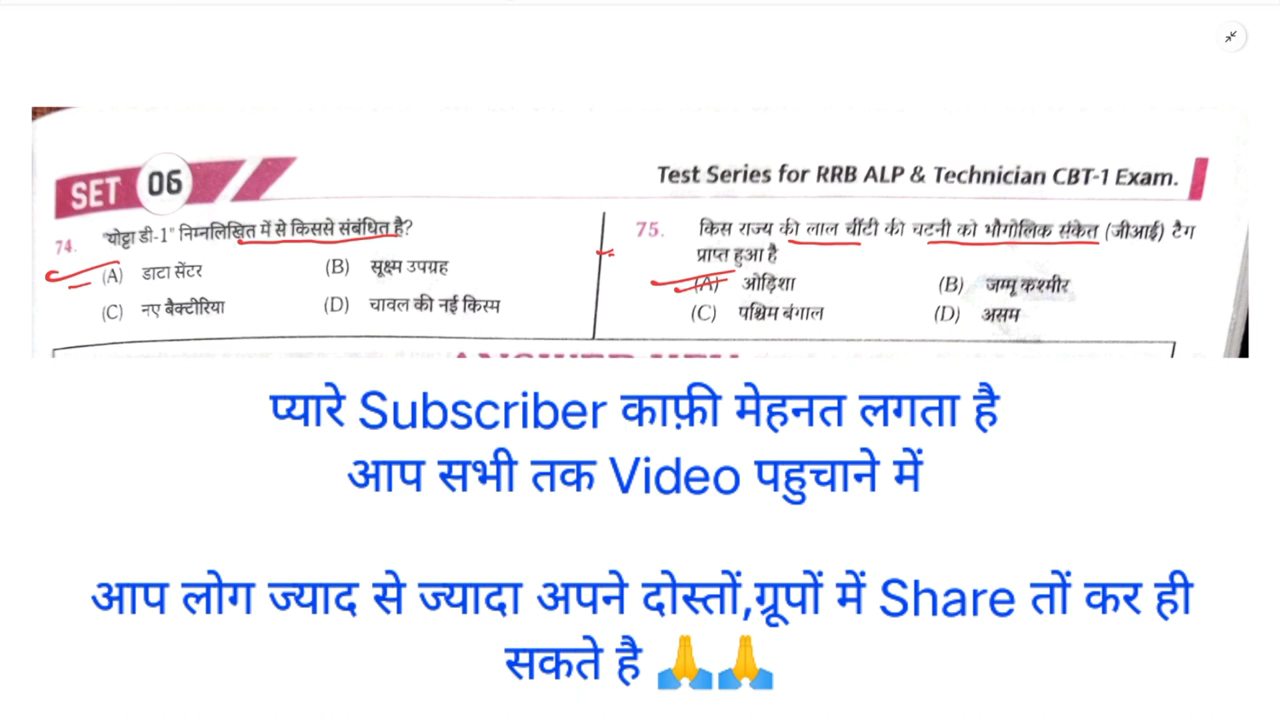 SET 06
Test Series for RRB ALP & Technician CBT-1 Exam.
74. "योट्टा डी-1" निम्नलिखित में से किससे संबंधित है?
(A) डाटा सेंटर
(B) सूक्ष्म उपग्रह
(C) नए बैक्टीरिया
(D) चावल की नई किस्म
75. किस राज्य की लाल चींटी की चटनी को भौगोलिक संकेत (जीआई) टैग
प्राप्त हुआ है
(A) ओड़िशा
(B) जम्मू कश्मीर
(C) पश्चिम बंगाल
(D) असम
प्यारे Subscriber काफ़ी मेहनत लगता है
आप सभी तक Video पहुचाने में
आप लोग ज्याद से ज्यादा अपने दोस्तों,ग्रूपों में Share तों कर ही
सकते है 🙏🙏